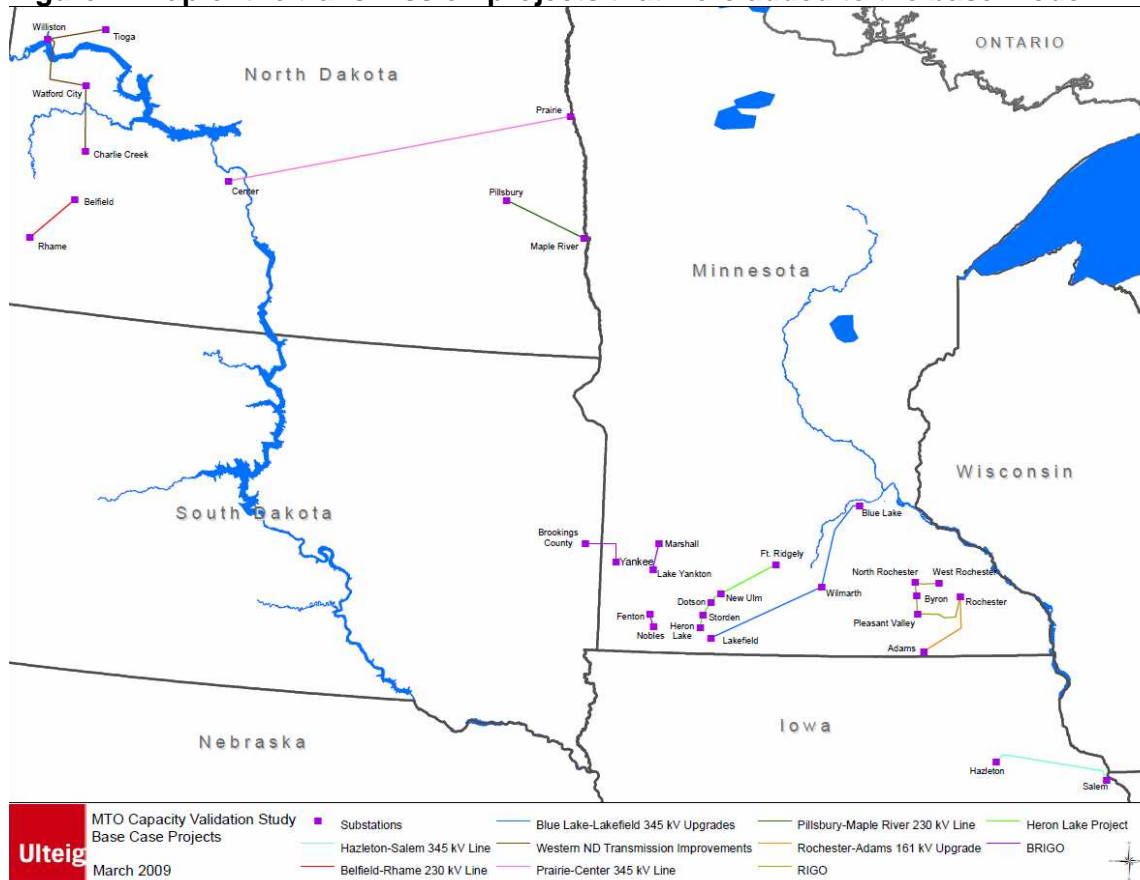 Williston
Tioga
ONTARIO
North Dakota
Watford City
Prairie
Charlie Creek
Center
Pillsbury
Belfield
Rhame
Maple River
Minnesota
Wisconsin
South Dakota
Blue Lake
Brookings
County
Marshall
Ft. Ridgely
Yankee
Lake Yankton
North Rochester
West Rochester
New Ulm
Wilmarth
Dotson
Byron
Rochester
Fenton
Storden
Pleasant Valley
Nobles
Heron
Lake
Lakefield
Adams
Iowa
Nebraska
Hazleton
Salem
Ulteig
MTO Capacity Validation Study
Base Case Projects
March 2009
Substations
Hazleton-Salem 345 kV Line
Belfield-Rhame 230 kV Line
Blue Lake-Lakefield 345 kV Upgrades
Western ND Transmission Improvements
Prairie-Center 345 kV Line
Pillsbury-Maple River 230 kV Line
Rochester-Adams 161 kV Upgrade
RIGO
Heron Lake Project
BRIGO